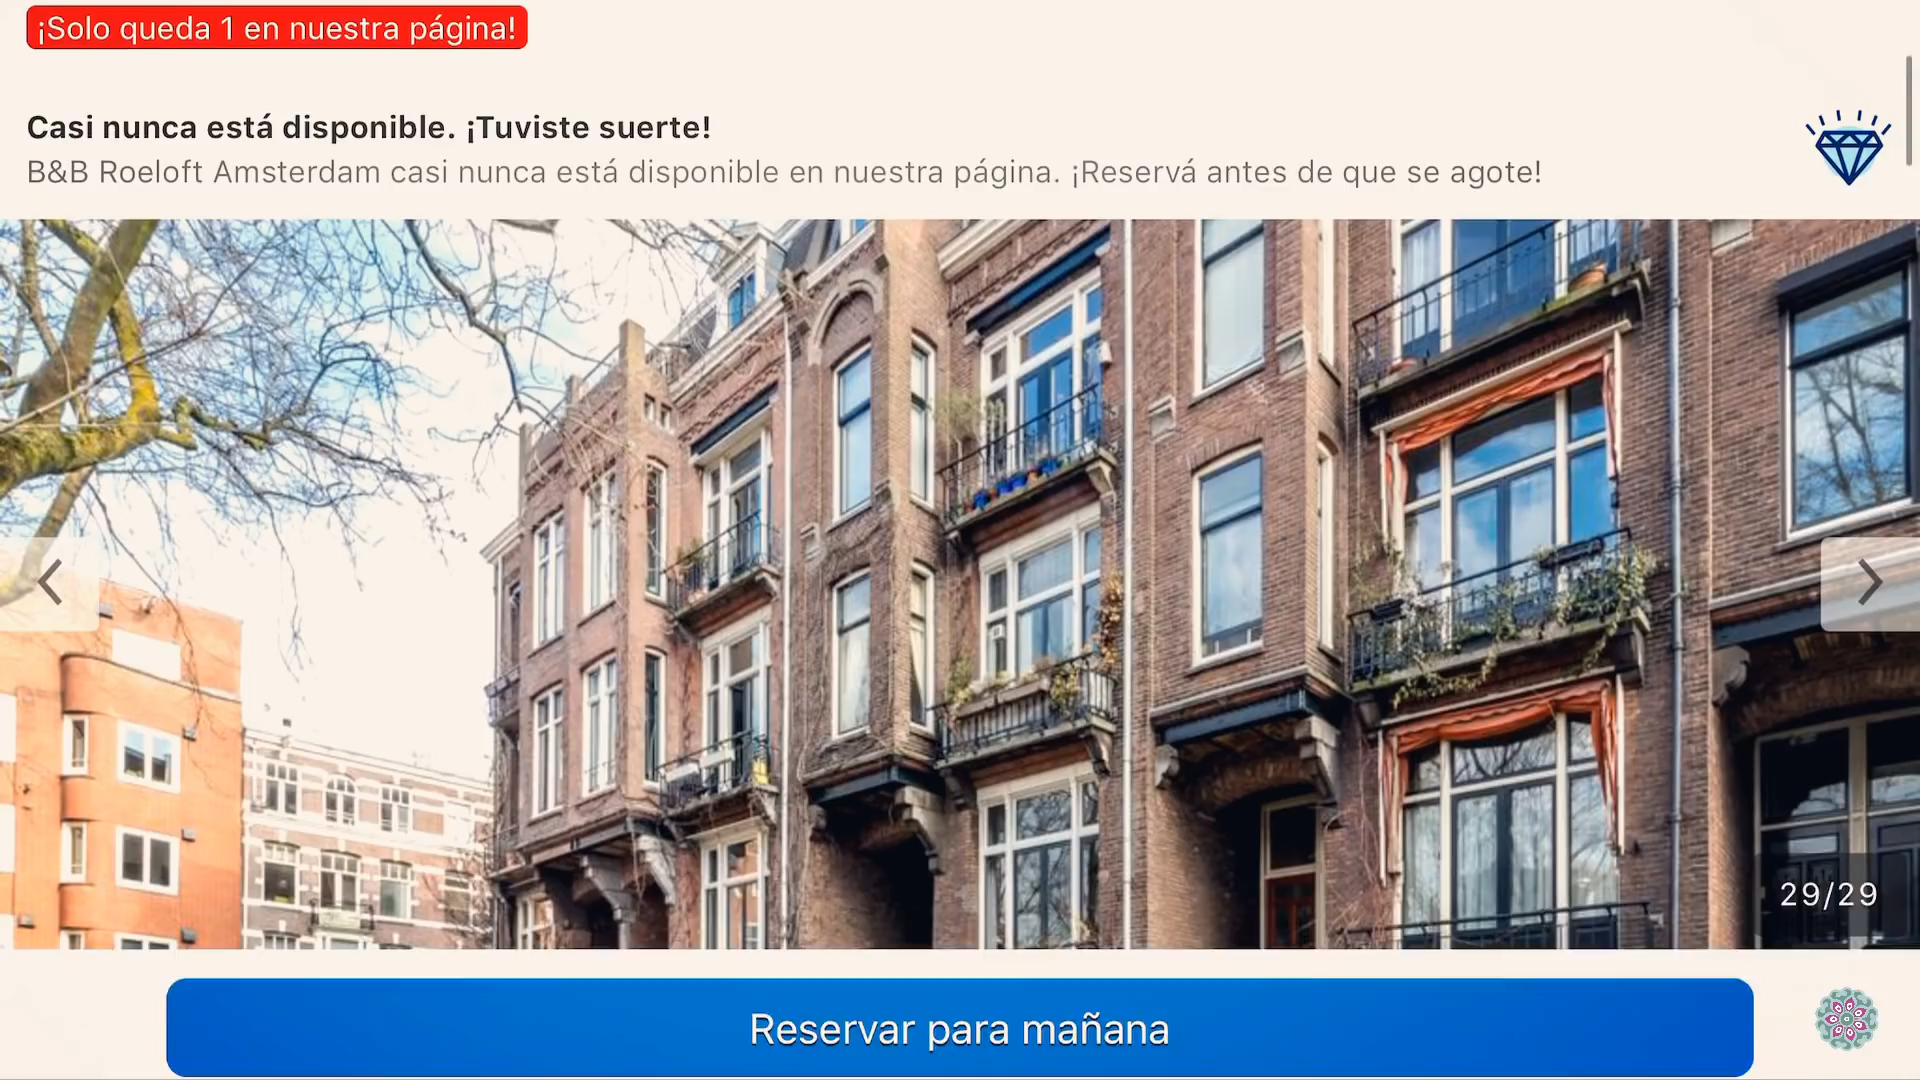 ¡Solo queda 1 en nuestra página!
Casi nunca está disponible. ¡Tuviste suerte!
B&B Roeloft Amsterdam casi nunca está disponible en nuestra página. ¡Reservá antes de que se agote!
29/29
Reservar para mañana